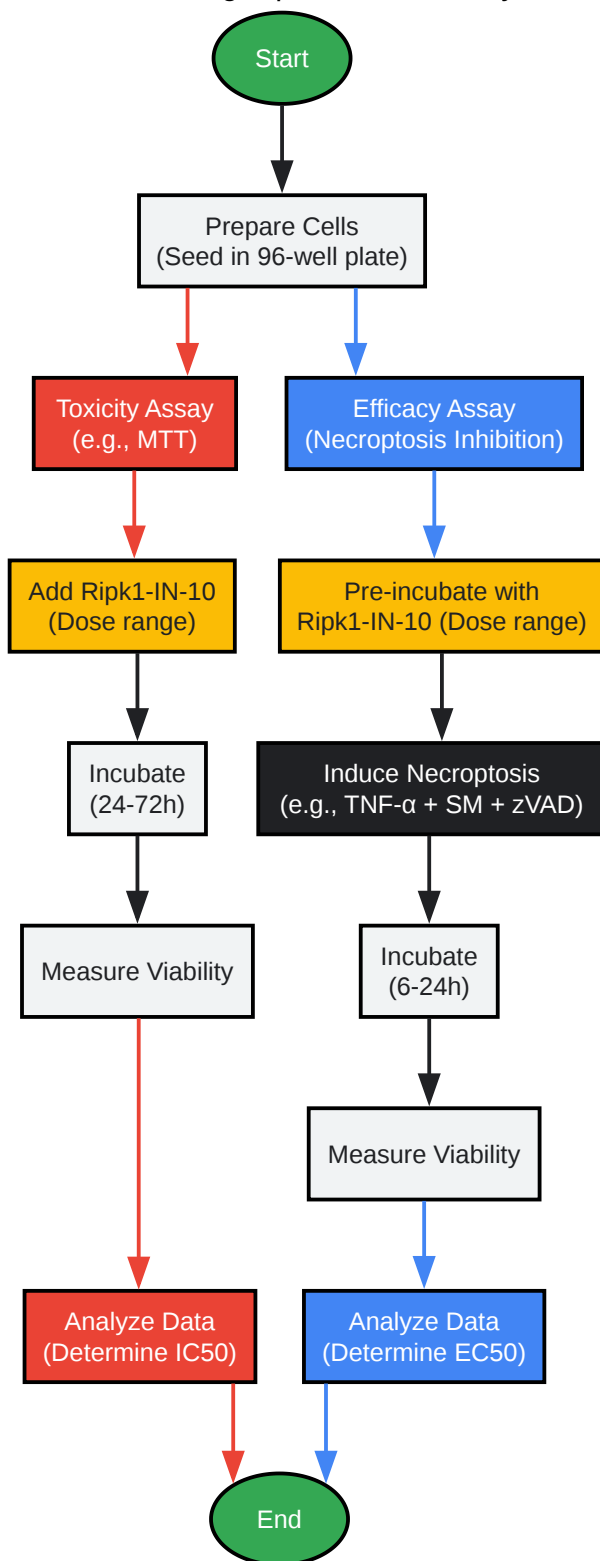 Start
Prepare Cells
(Seed in 96-well plate)
Toxicity Assay
(e.g., MTT)
Efficacy Assay
(Necroptosis Inhibition)
Add Ripk1-IN-10
(Dose range)
Pre-incubate with
Ripk1-IN-10 (Dose range)
Incubate
(24-72h)
Induce Necroptosis
(e.g., TNF-α + SM + zVAD)
Measure Viability
Incubate
(6-24h)
Measure Viability
Analyze Data
(Determine IC50)
Analyze Data
(Determine EC50)
End